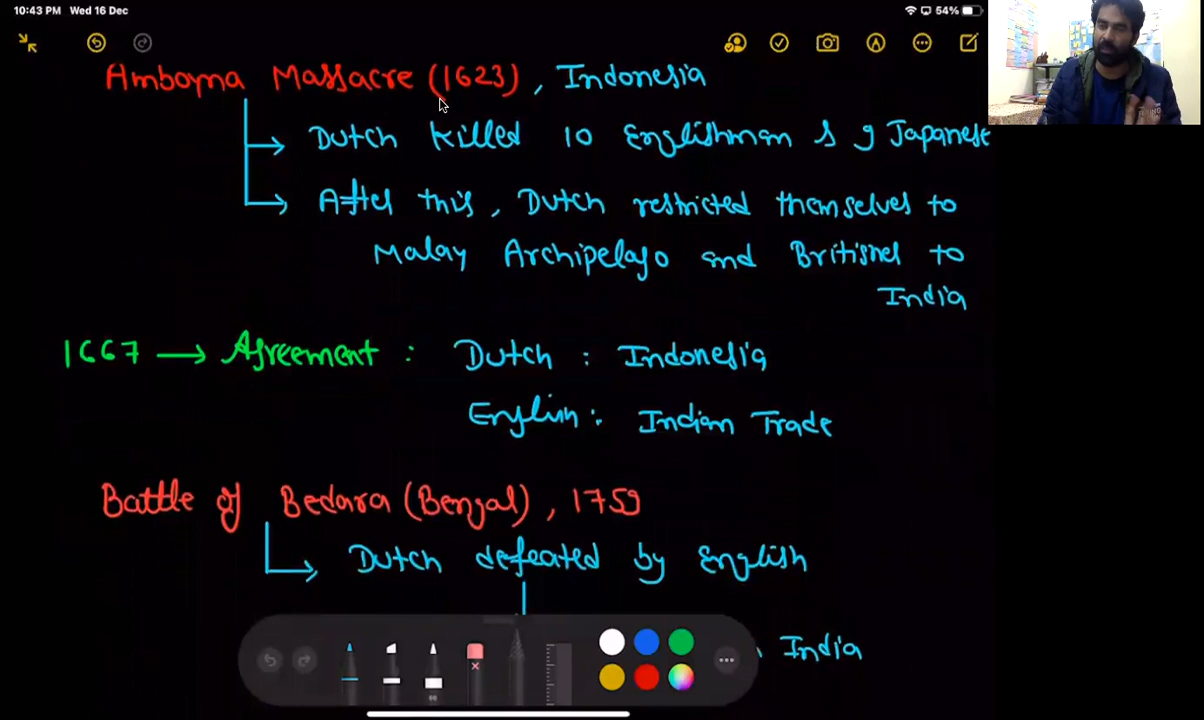 10:43 PM Wed 16 Dec
54%
Amboyna Massacre (1623), Indonesia
Dutch killed 10 Englishman & 9 Japanese
After this, Dutch restricted themselves to
Malay Archipelago and Britisher to
India
1667 → Agreement : Dutch : Indonesia
English : Indian Trade
Battle of Bedara (Bengal), 1759
Dutch defeated by English
India